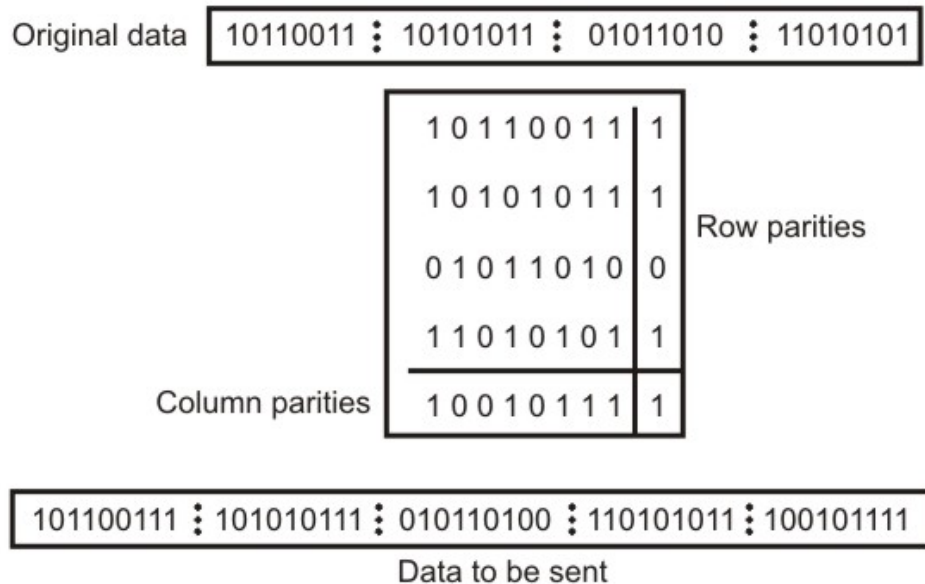 Original data 10110011 ⋮ 10101011 ⋮ 01011010 ⋮ 11010101
1 0 1 1 0 0 1 1 1
1 0 1 0 1 0 1 1 1
Row parities
0 1 0 1 1 0 1 0 0
1 1 0 1 0 1 0 1 1
Column parities 1 0 0 1 0 1 1 1 1
101100111 ⋮ 101010111 ⋮ 010110100 ⋮ 110101011 ⋮ 100101111
Data to be sent